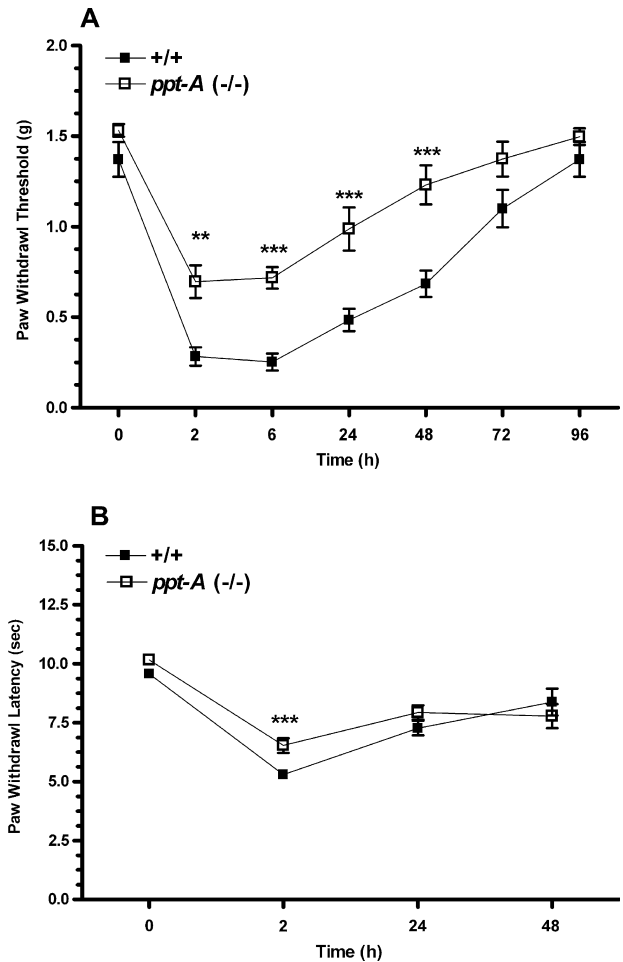 A
+/+
ppt-A (-/-)
Paw Withdrawl Threshold (g)
2.0
1.5
1.0
0.5
0.0
**
***
***
***
0 2 6 24 48 72 96
Time (h)
B
+/+
ppt-A (-/-)
Paw Withdrawl Latency (sec)
15.0
12.5
10.0
7.5
5.0
2.5
0.0
***
0 2 24 48
Time (h)